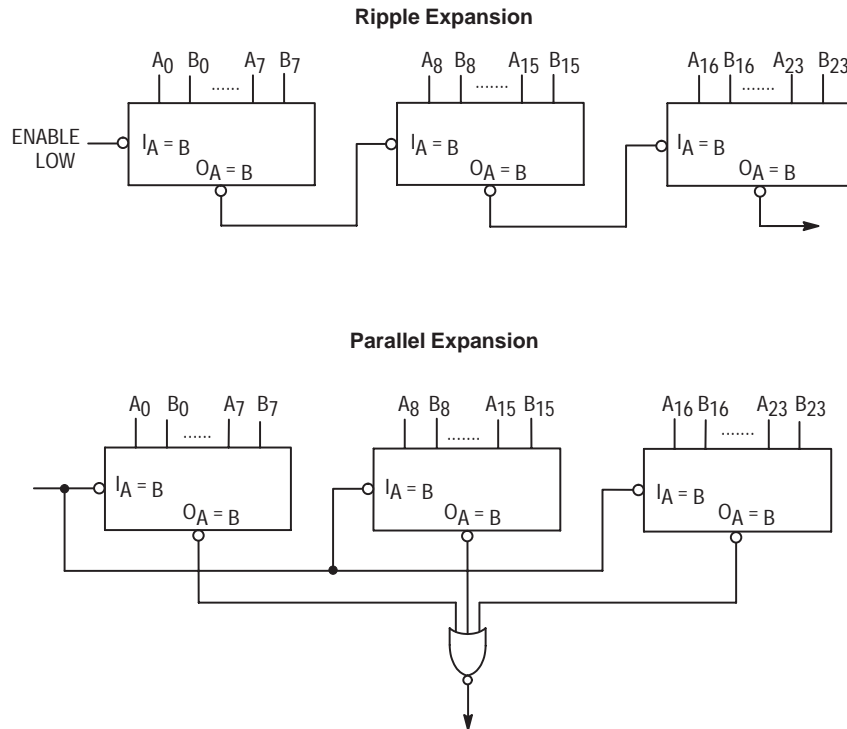 Ripple Expansion
A0 B0 ...... A7 B7
A8 B8 ....... A15 B15
A16 B16 ........ A23 B23
ENABLE
LOW
IA = B
OA = B
IA = B
OA = B
IA = B
OA = B
Parallel Expansion
A0 B0 ...... A7 B7
A8 B8 ........ A15 B15
A16 B16 ........ A23 B23
IA = B
OA = B
IA = B
OA = B
IA = B
OA = B